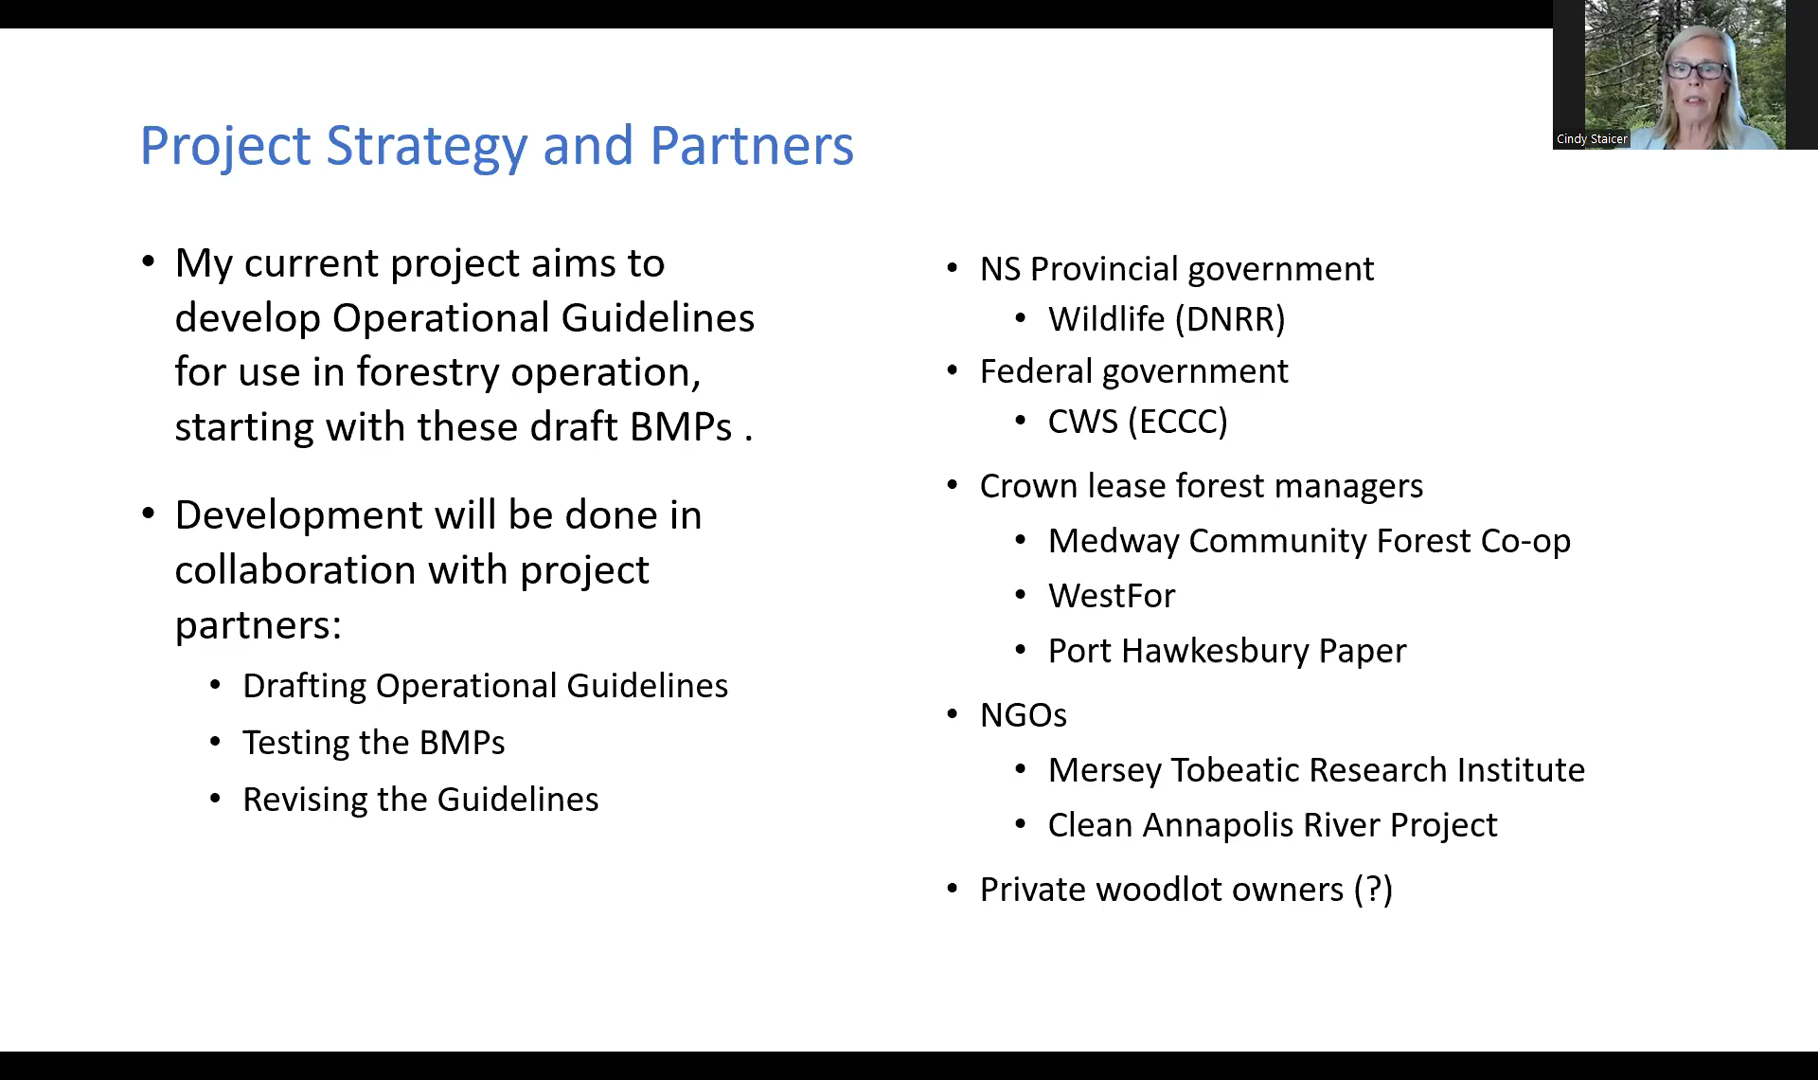 Project Strategy and Partners
• My current project aims to
develop Operational Guidelines
for use in forestry operation,
starting with these draft BMPs .
• Development will be done in
collaboration with project
partners:
• Drafting Operational Guidelines
• Testing the BMPs
• Revising the Guidelines
• NS Provincial government
• Wildlife (DNRR)
• Federal government
• CWS (ECCC)
• Crown lease forest managers
• Medway Community Forest Co-op
• WestFor
• Port Hawkesbury Paper
• NGOs
• Mersey Tobeatic Research Institute
• Clean Annapolis River Project
• Private woodlot owners (?)
Cindy Staicer